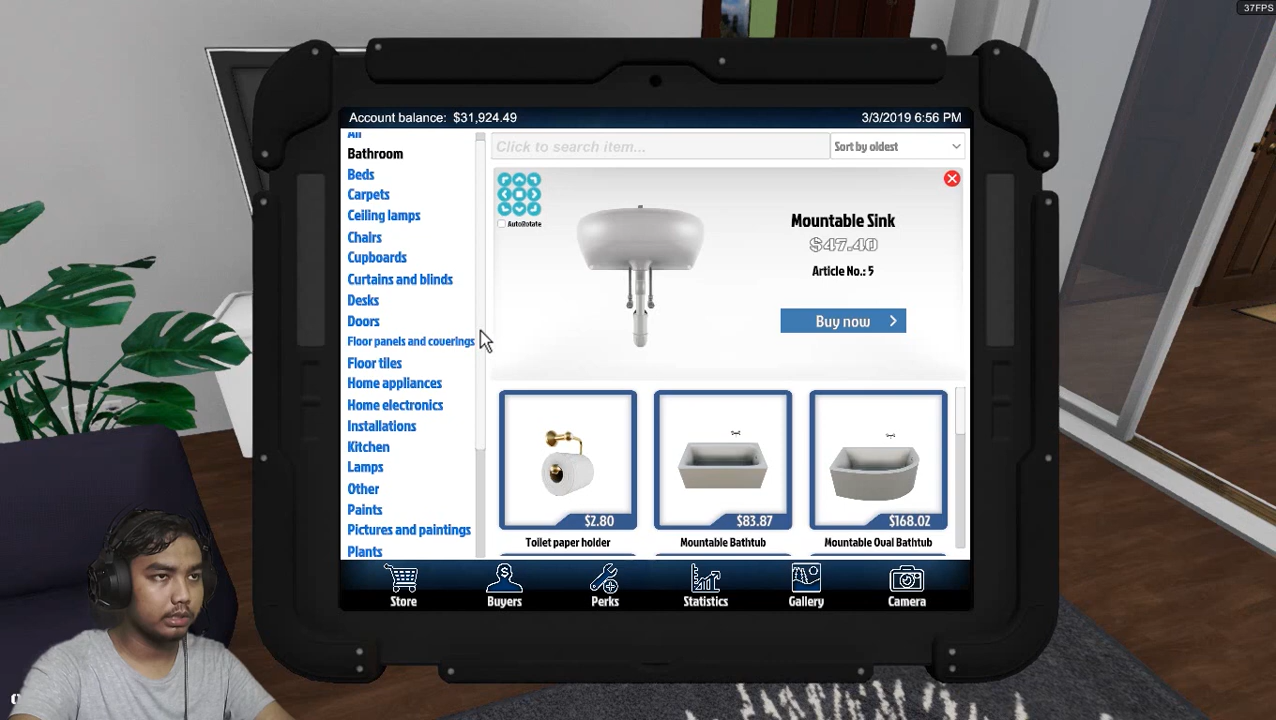 37FPS
Account balance: $31,924.49
3/3/2019 6:56 PM
All
Bathroom
Beds
Carpets
Ceiling lamps
Chairs
Cupboards
Curtains and blinds
Desks
Doors
Floor panels and coverings
Floor tiles
Home appliances
Home electronics
Installations
Kitchen
Lamps
Other
Paints
Pictures and paintings
Plants
Click to search item...
Sort by oldest
AutoRotate
Mountable Sink
$47.40
Article No.: 5
Buy now
$2.80
$83.87
$168.02
Toilet paper holder
Mountable Bathtub
Mountable Oval Bathtub
Store
Buyers
Perks
Statistics
Gallery
Camera